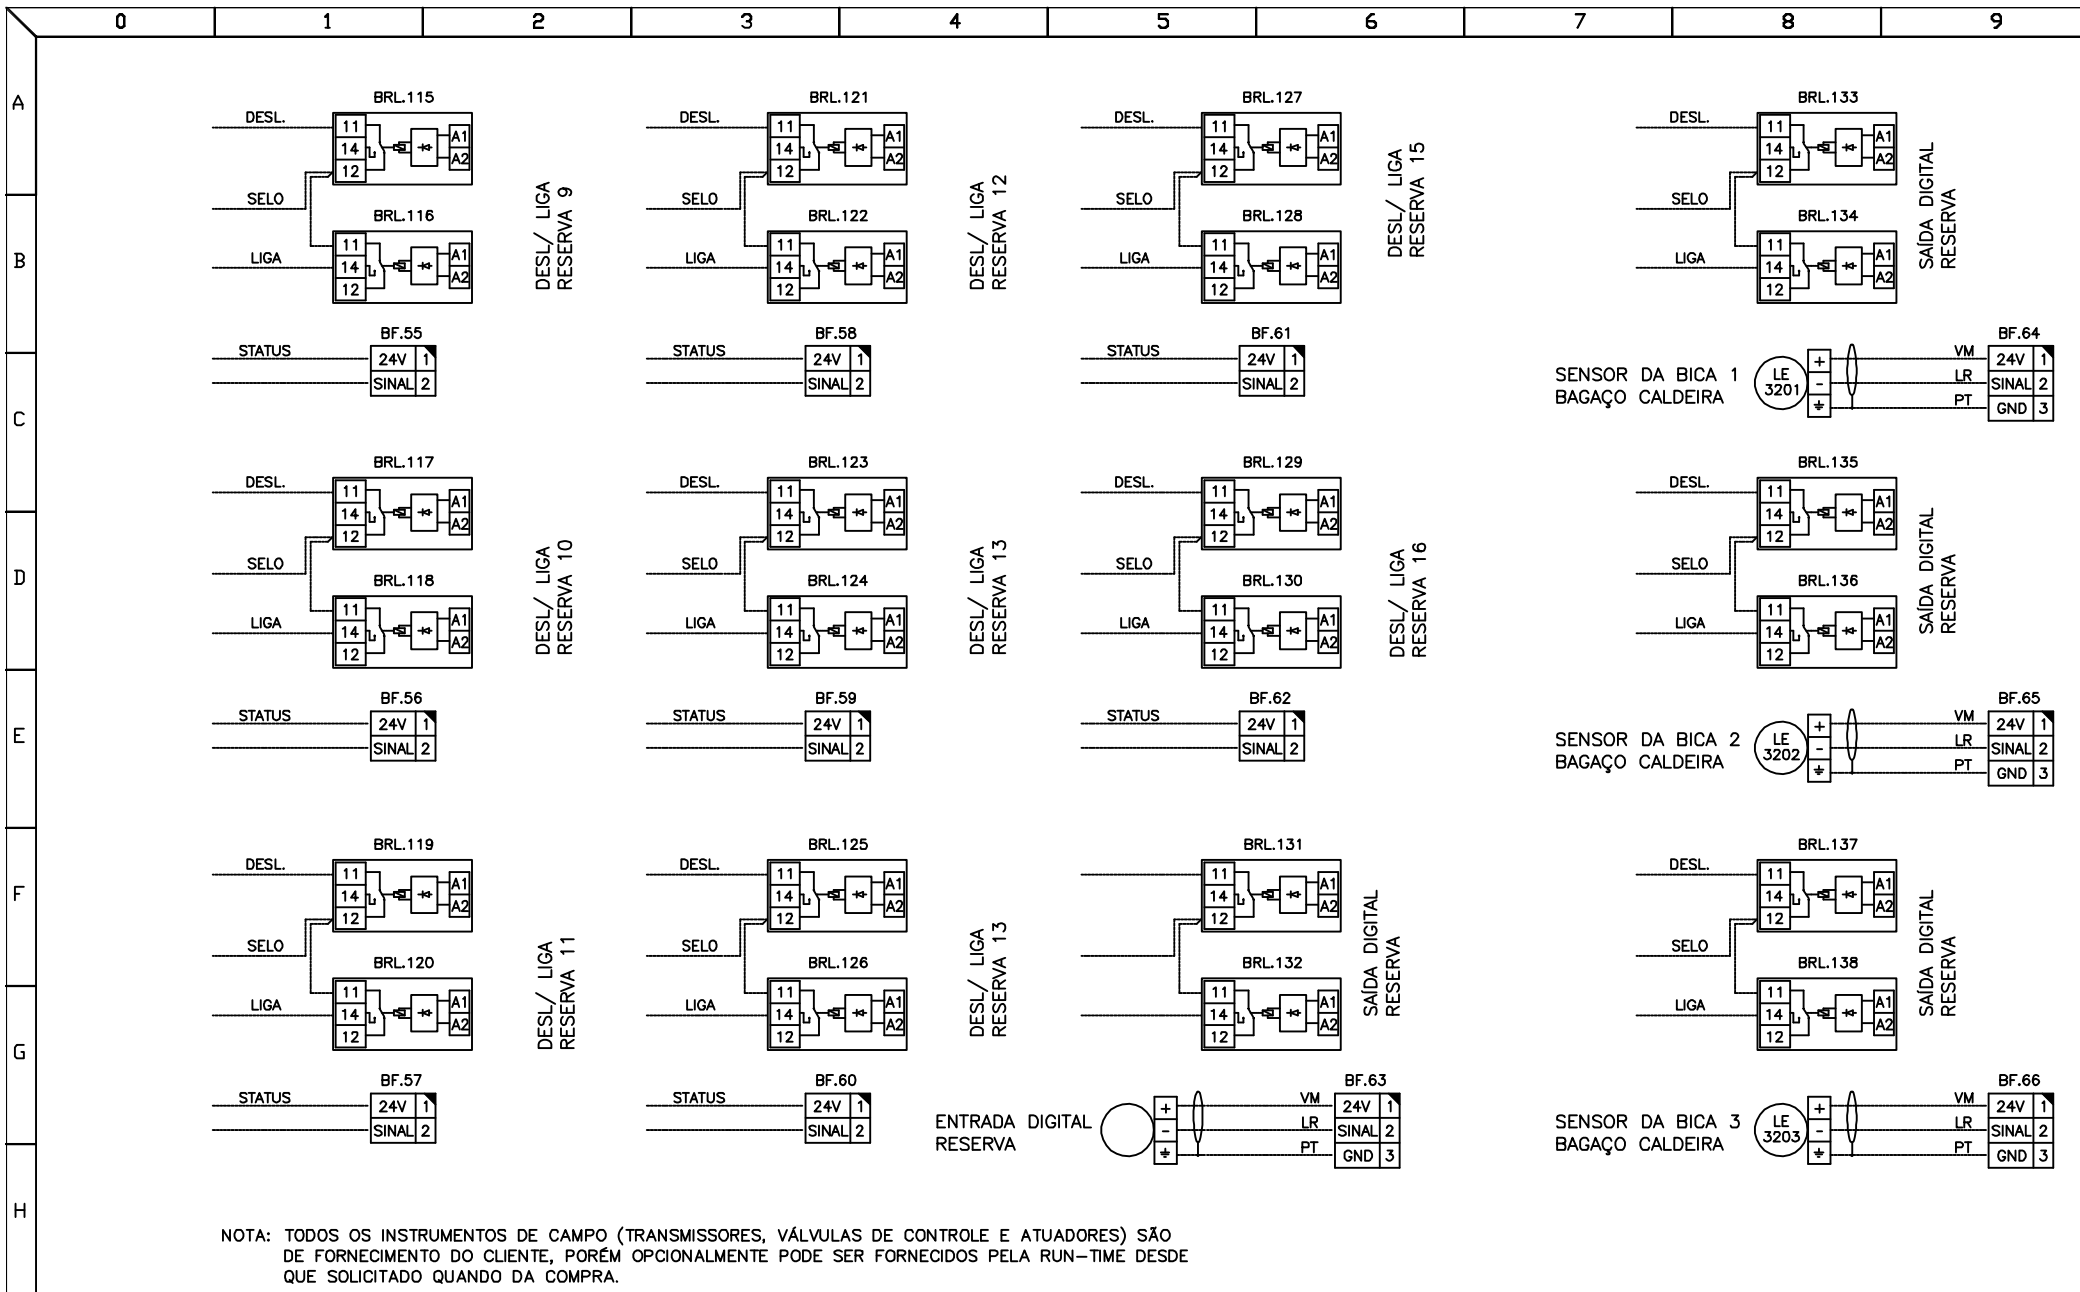 0 1 2 3 4 5 6 7 8 9
A
B
C
D
E
F
G
H
BRL.115
DESL.
11
14
12
A1
A2
SELO
BRL.116
LIGA
11
14
12
A1
A2
DESL/ LIGA
RESERVA 9
BF.55
STATUS
24V 1
SINAL 2
BRL.121
DESL.
11
14
12
A1
A2
SELO
BRL.122
LIGA
11
14
12
A1
A2
DESL/ LIGA
RESERVA 12
BF.58
STATUS
24V 1
SINAL 2
BRL.127
DESL.
11
14
12
A1
A2
SELO
BRL.128
LIGA
11
14
12
A1
A2
DESL/ LIGA
RESERVA 15
BF.61
STATUS
24V 1
SINAL 2
BRL.133
DESL.
11
14
12
A1
A2
SELO
BRL.134
LIGA
11
14
12
A1
A2
SAÍDA DIGITAL
RESERVA
SENSOR DA BICA 1
BAGAÇO CALDEIRA
LE
3201
+
-
BF.64
VM 24V 1
LR SINAL 2
PT GND 3
BRL.117
DESL.
11
14
12
A1
A2
SELO
BRL.118
LIGA
11
14
12
A1
A2
DESL/ LIGA
RESERVA 10
BF.56
STATUS
24V 1
SINAL 2
BRL.123
DESL.
11
14
12
A1
A2
SELO
BRL.124
LIGA
11
14
12
A1
A2
DESL/ LIGA
RESERVA 13
BF.59
STATUS
24V 1
SINAL 2
BRL.129
DESL.
11
14
12
A1
A2
SELO
BRL.130
LIGA
11
14
12
A1
A2
DESL/ LIGA
RESERVA 16
BF.62
STATUS
24V 1
SINAL 2
BRL.135
DESL.
11
14
12
A1
A2
SELO
BRL.136
LIGA
11
14
12
A1
A2
SAÍDA DIGITAL
RESERVA
SENSOR DA BICA 2
BAGAÇO CALDEIRA
LE
3202
+
-
BF.65
VM 24V 1
LR SINAL 2
PT GND 3
BRL.119
DESL.
11
14
12
A1
A2
SELO
BRL.120
LIGA
11
14
12
A1
A2
DESL/ LIGA
RESERVA 11
BF.57
STATUS
24V 1
SINAL 2
BRL.125
DESL.
11
14
12
A1
A2
SELO
BRL.126
LIGA
11
14
12
A1
A2
DESL/ LIGA
RESERVA 13
BF.60
STATUS
24V 1
SINAL 2
BRL.131
11
14
12
A1
A2
BRL.132
11
14
12
A1
A2
SAÍDA DIGITAL
RESERVA
ENTRADA DIGITAL
RESERVA
+
-
BF.63
VM 24V 1
LR SINAL 2
PT GND 3
BRL.137
DESL.
11
14
12
A1
A2
SELO
BRL.138
LIGA
11
14
12
A1
A2
SAÍDA DIGITAL
RESERVA
SENSOR DA BICA 3
BAGAÇO CALDEIRA
LE
3203
+
-
BF.66
VM 24V 1
LR SINAL 2
PT GND 3
NOTA: TODOS OS INSTRUMENTOS DE CAMPO (TRANSMISSORES, VÁLVULAS DE CONTROLE E ATUADORES) SÃO
DE FORNECIMENTO DO CLIENTE, PORÉM OPCIONALMENTE PODE SER FORNECIDOS PELA RUN-TIME DESDE
QUE SOLICITADO QUANDO DA COMPRA.